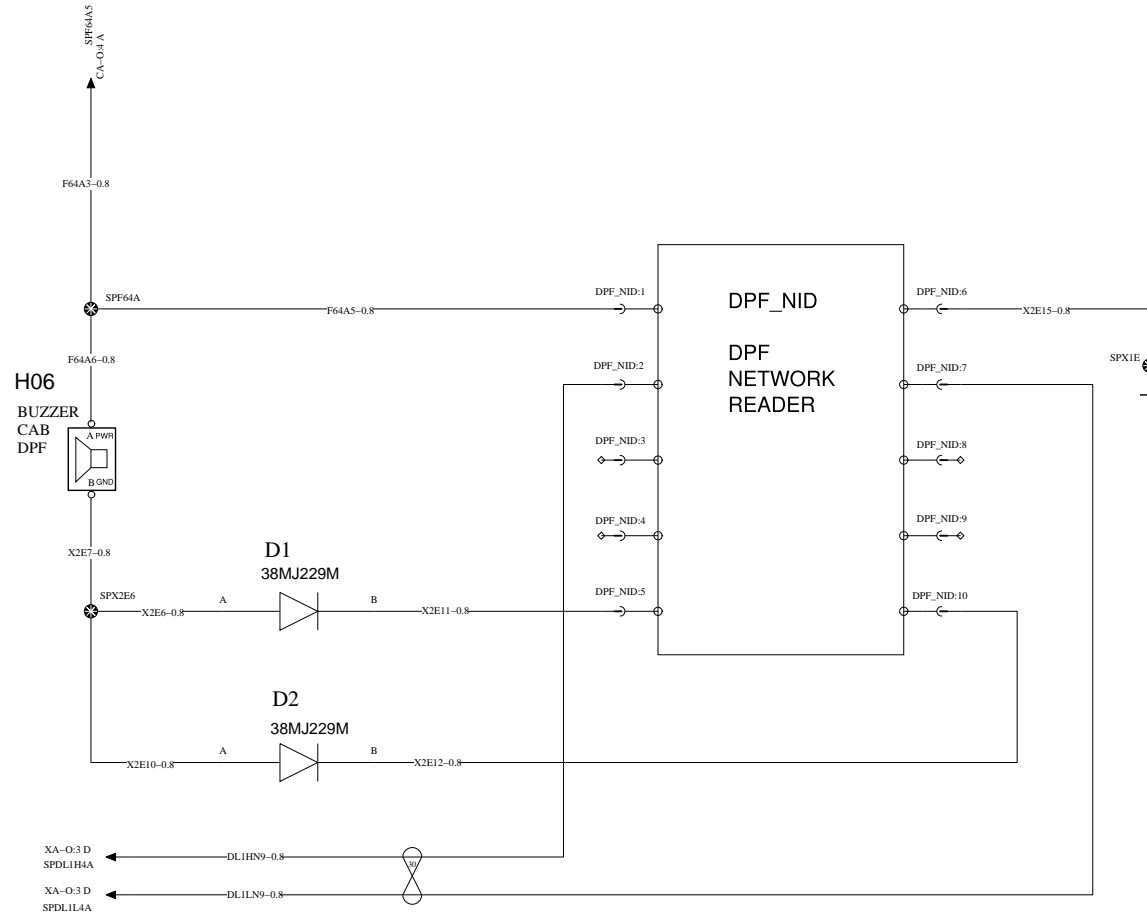 SPF64A5
CA–O:4 A
F64A3–0.8
SPF64A
F64A5–0.8
DPF_NID:1
DPF_NID
DPF_NID:6
X2E15–0.8
F64A6–0.8
DPF_NID:2
DPF
NETWORK
READER
DPF_NID:7
SPX1E
H06
BUZZER
CAB
DPF
A PWR
B GND
DPF_NID:3
DPF_NID:8
DPF_NID:4
DPF_NID:9
X2E7–0.8
D1
38MJ229M
SPX2E6
X2E6–0.8
A
B
X2E11–0.8
DPF_NID:5
DPF_NID:10
D2
38MJ229M
X2E10–0.8
A
B
X2E12–0.8
XA–O:3 D
SPDL1H4A
DL1HN9–0.8
30
XA–O:3 D
SPDL1L4A
DL1LN9–0.8